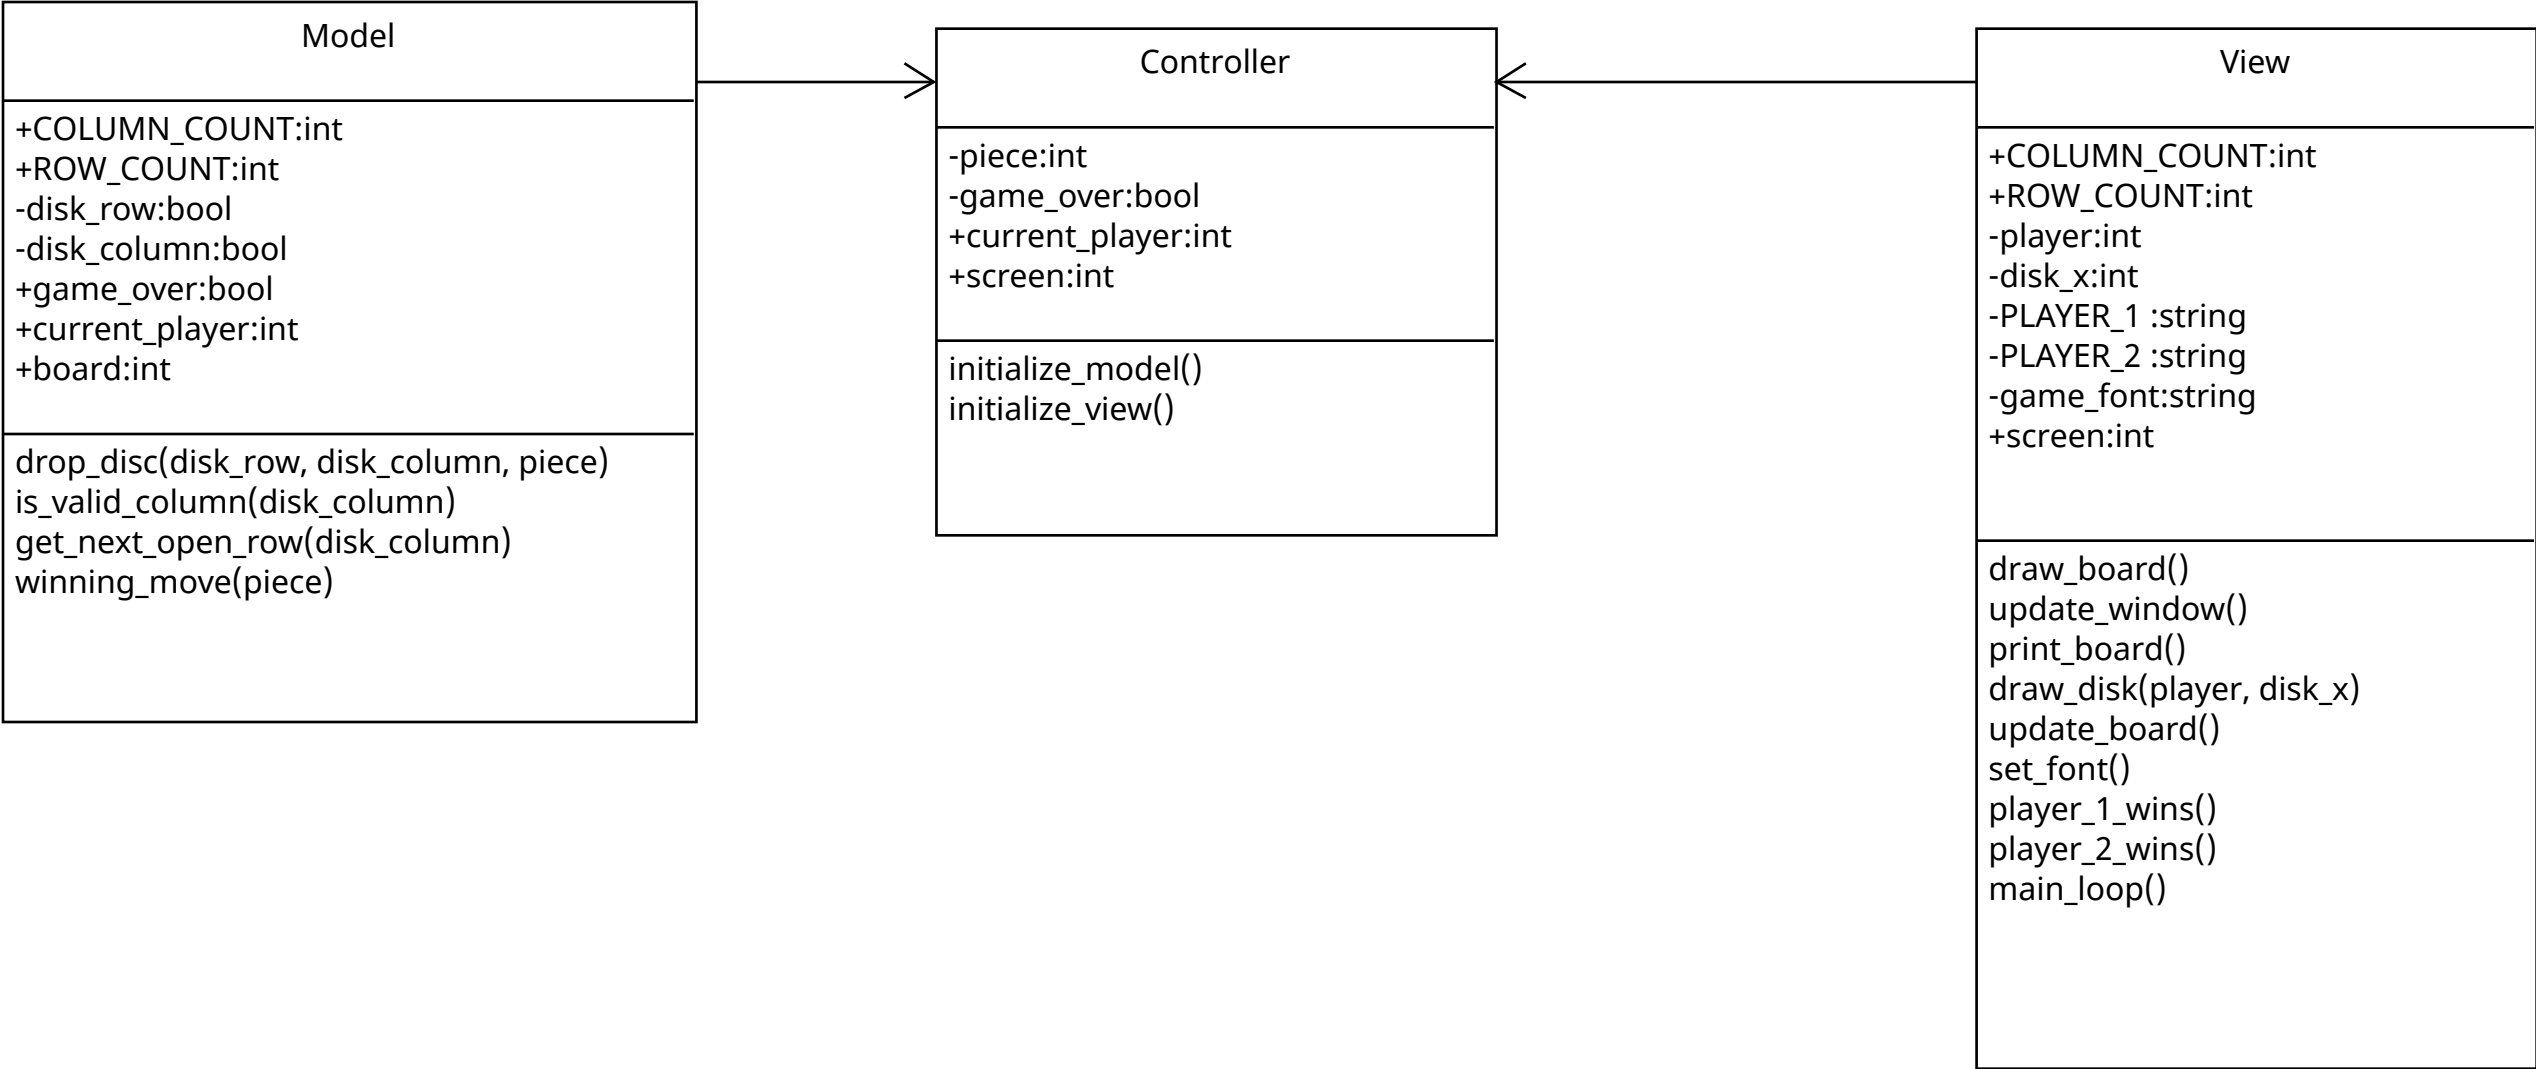 Model
+COLUMN_COUNT:int
+ROW_COUNT:int
-disk_row:bool
-disk_column:bool
+game_over:bool
+current_player:int
+board:int
drop_disc(disk_row, disk_column, piece)
is_valid_column(disk_column)
get_next_open_row(disk_column)
winning_move(piece)
Controller
-piece:int
-game_over:bool
+current_player:int
+screen:int
initialize_model()
initialize_view()
View
+COLUMN_COUNT:int
+ROW_COUNT:int
-player:int
-disk_x:int
-PLAYER_1 :string
-PLAYER_2 :string
-game_font:string
+screen:int
draw_board()
update_window()
print_board()
draw_disk(player, disk_x)
update_board()
set_font()
player_1_wins()
player_2_wins()
main_loop()